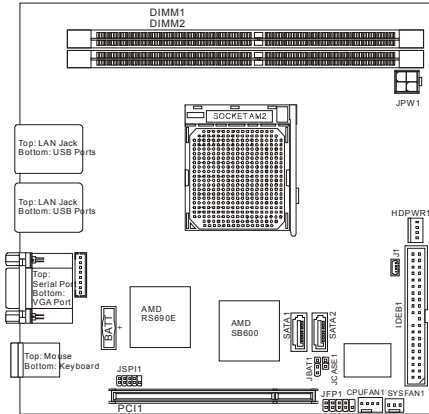 DIMM1
DIMM2
JPW1
SOCKET AM2
Top: LAN Jack
Bottom: USB Ports
Top: LAN Jack
Bottom: USB Ports
HDPWR1
J1
IDEB1
Top:
Serial Port
Bottom:
VGA Port
BATT
+
AMD
RS690E
AMD
SB600
SATA1
SATA2
Top: Mouse
Bottom: Keyboard
JSPI1
JBAT1
JCASE1
PCI1
JFP1
CPUFAN1
SYSFAN1